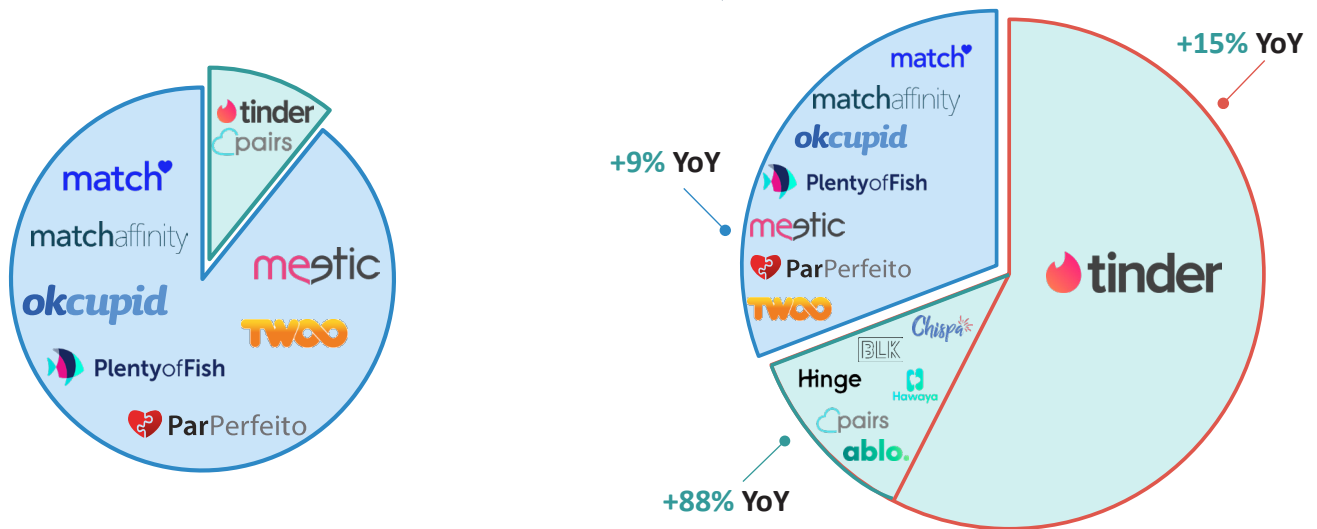 tinder
pairs
match
matchaffinity
meetic
okcupid
TWOO
PlentyofFish
ParPerfeito
+15% YoY
match
matchaffinity
okcupid
+9% YoY
PlentyofFish
meetic
ParPerfeito
tinder
TWOO
Chispa
BLK
Hinge
Hawaya
pairs
ablo.
+88% YoY